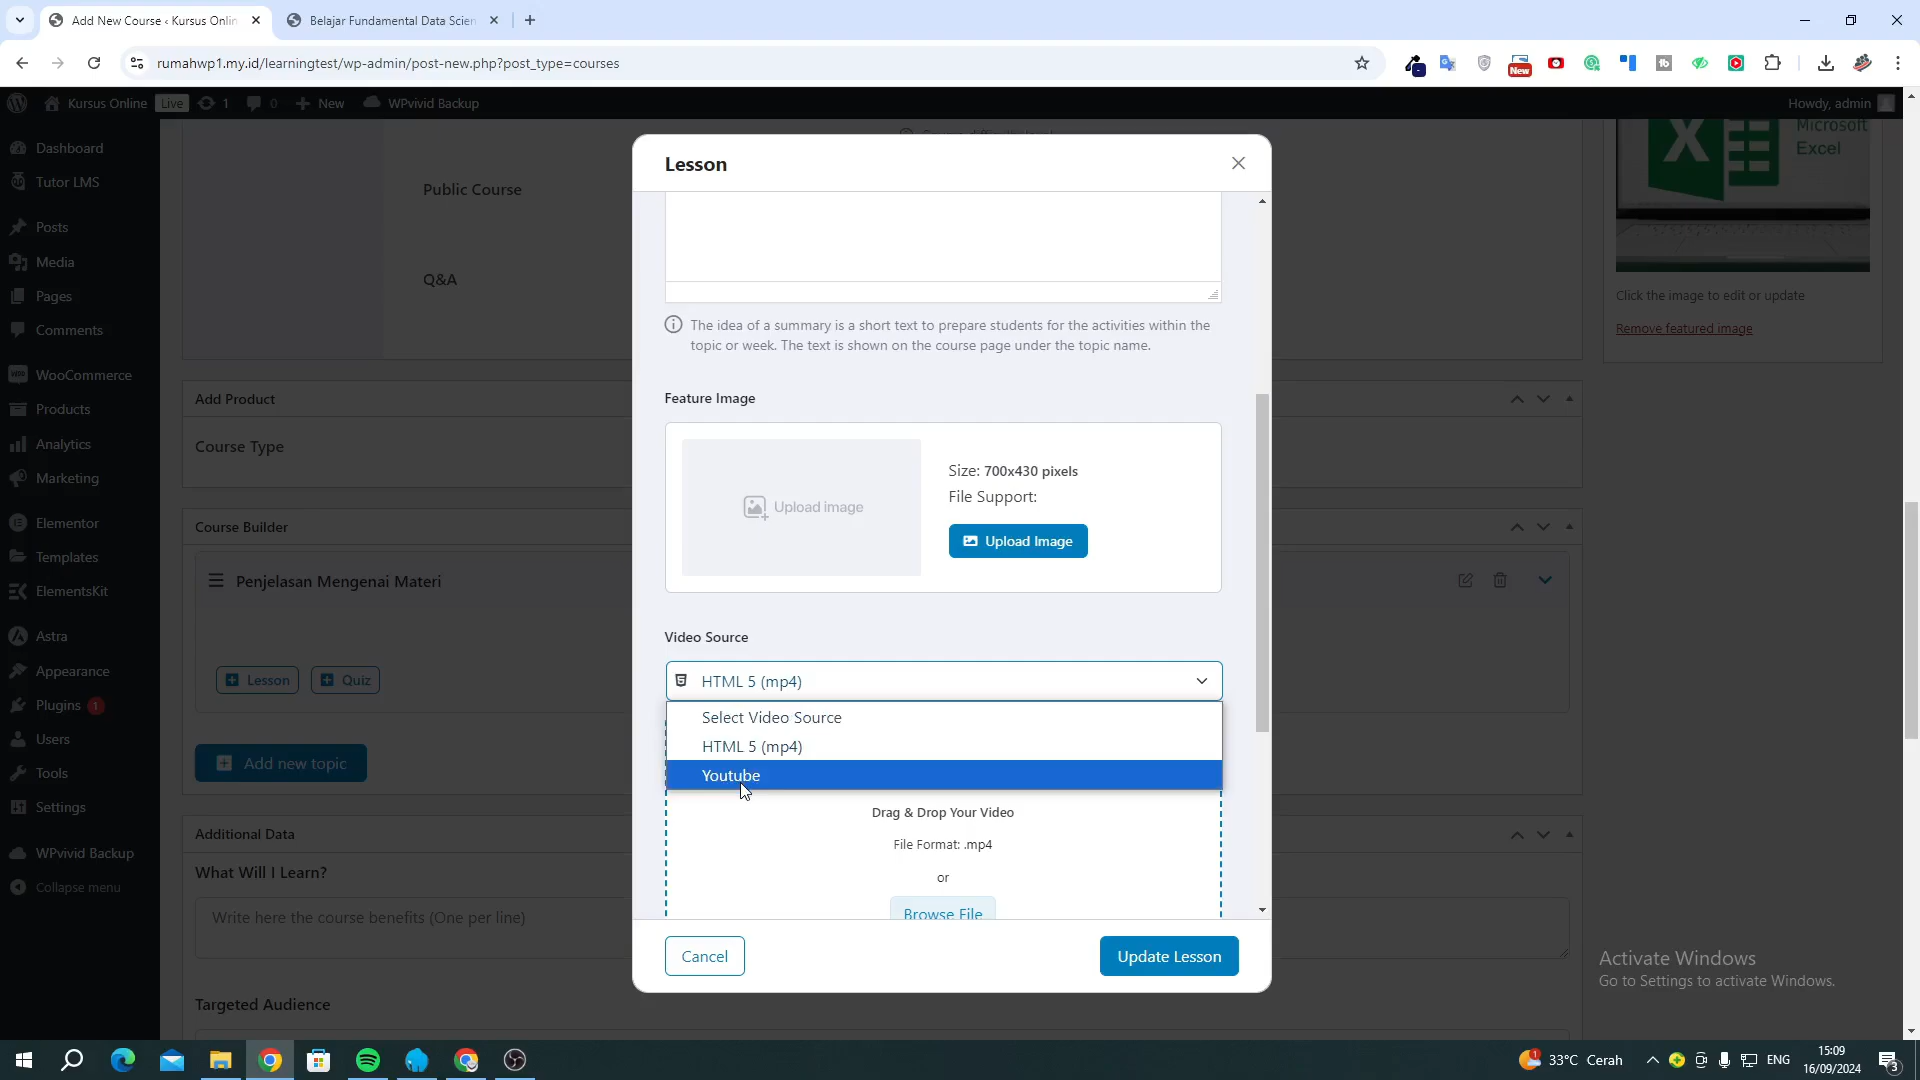 Add New Course ‹ Kursus Onlin
Belajar Fundamental Data Scien
rumahwp1.my.id/learningtest/wp-admin/post-new.php?post_type=courses
New
Kursus Online
Live
1
0
New
WPvivid Backup
Howdy, admin
Dashboard
Tutor LMS
Posts
Media
Pages
Comments
WooCommerce
Products
Analytics
Marketing
Elementor
Templates
ElementsKit
Astra
Appearance
Plugins 1
Users
Tools
Settings
WPvivid Backup
Collapse menu
Public Course
Q&A
Add Product
Course Type
Course Builder
Penjelasan Mengenai Materi
Lesson
Quiz
Add new topic
Additional Data
What Will I Learn?
Write here the course benefits (One per line)
Targeted Audience
Lesson
The idea of a summary is a short text to prepare students for the activities within the
topic or week. The text is shown on the course page under the topic name.
Feature Image
Upload image
Size: 700x430 pixels
File Support:
Upload Image
Video Source
HTML 5 (mp4)
Select Video Source
HTML 5 (mp4)
Youtube
Drag & Drop Your Video
File Format: .mp4
or
Browse File
Cancel
Update Lesson
Microsoft
Excel
Click the image to edit or update
Remove featured image
Activate Windows
Go to Settings to activate Windows.
33°C Cerah
ENG
15:09
16/09/2024
3